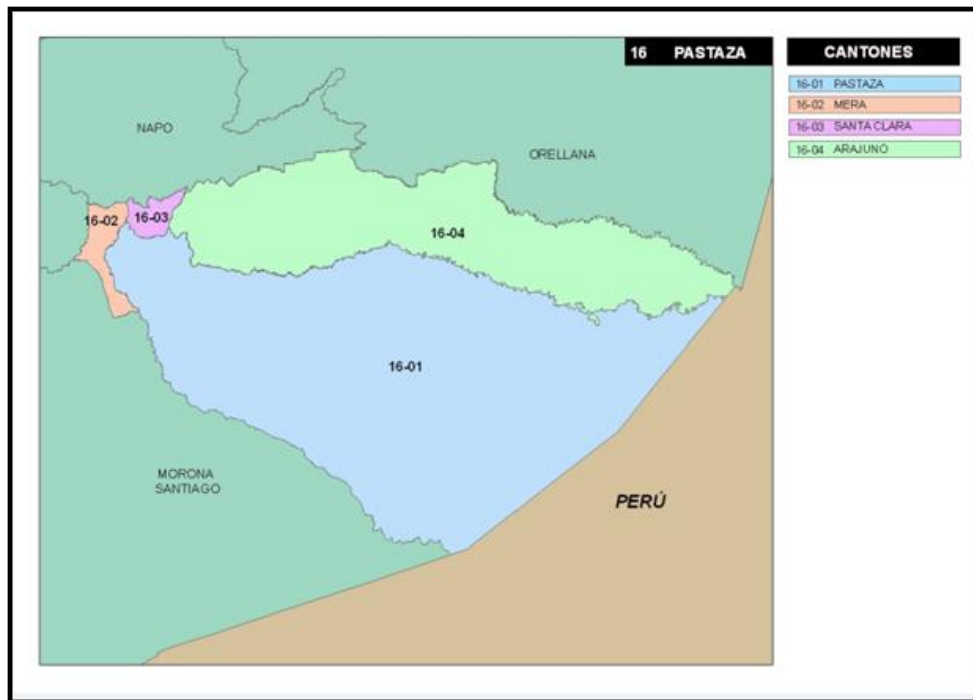 16 PASTAZA
CANTONES
16-01 PASTAZA
16-02 MERA
16-03 SANTA CLARA
16-04 ARAJUNO
NAPO
ORELLANA
16-02
16-03
16-04
16-01
MORONA
SANTIAGO
PERÚ